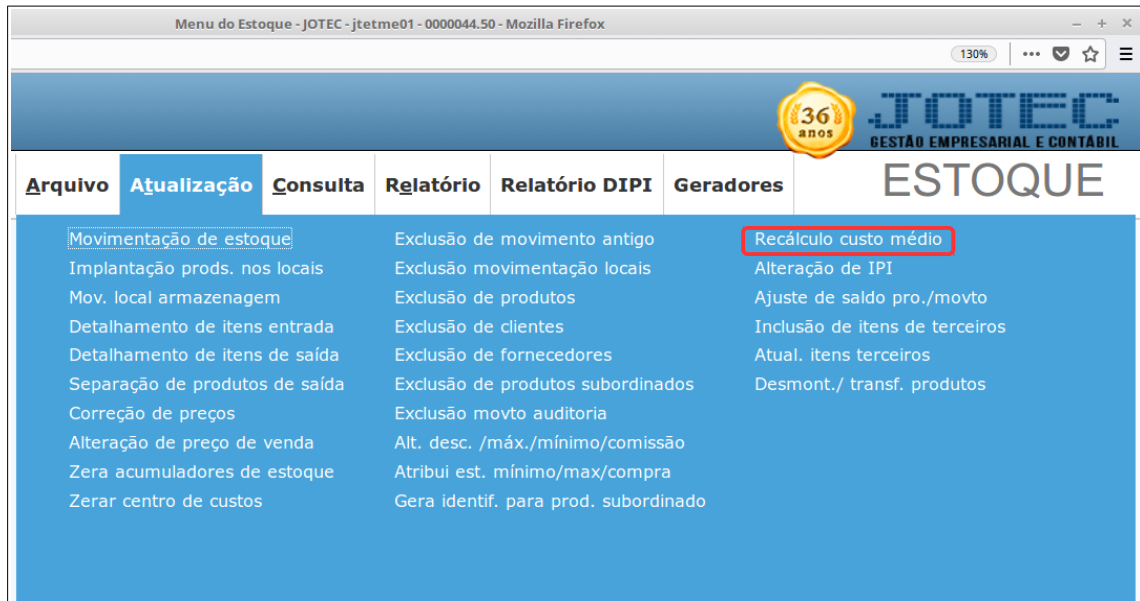 Menu do Estoque - JOTEC - jtetme01 - 0000044.50 - Mozilla Firefox
130%
36
anos
JOTEC
GESTÃO EMPRESARIAL E CONTÁBIL
Arquivo Atualização Consulta Relatório Relatório DIPI Geradores
ESTOQUE
Movimentação de estoque
Implantação prods. nos locais
Mov. local armazenagem
Detalhamento de itens entrada
Detalhamento de itens de saída
Separação de produtos de saída
Correção de preços
Alteração de preço de venda
Zera acumuladores de estoque
Zerar centro de custos
Exclusão de movimento antigo
Exclusão movimentação locais
Exclusão de produtos
Exclusão de clientes
Exclusão de fornecedores
Exclusão de produtos subordinados
Exclusão movto auditoria
Alt. desc. /máx./mínimo/comissão
Atribui est. mínimo/max/compra
Gera identif. para prod. subordinado
Recálculo custo médio
Alteração de IPI
Ajuste de saldo pro./movto
Inclusão de itens de terceiros
Atual. itens terceiros
Desmont./ transf. produtos